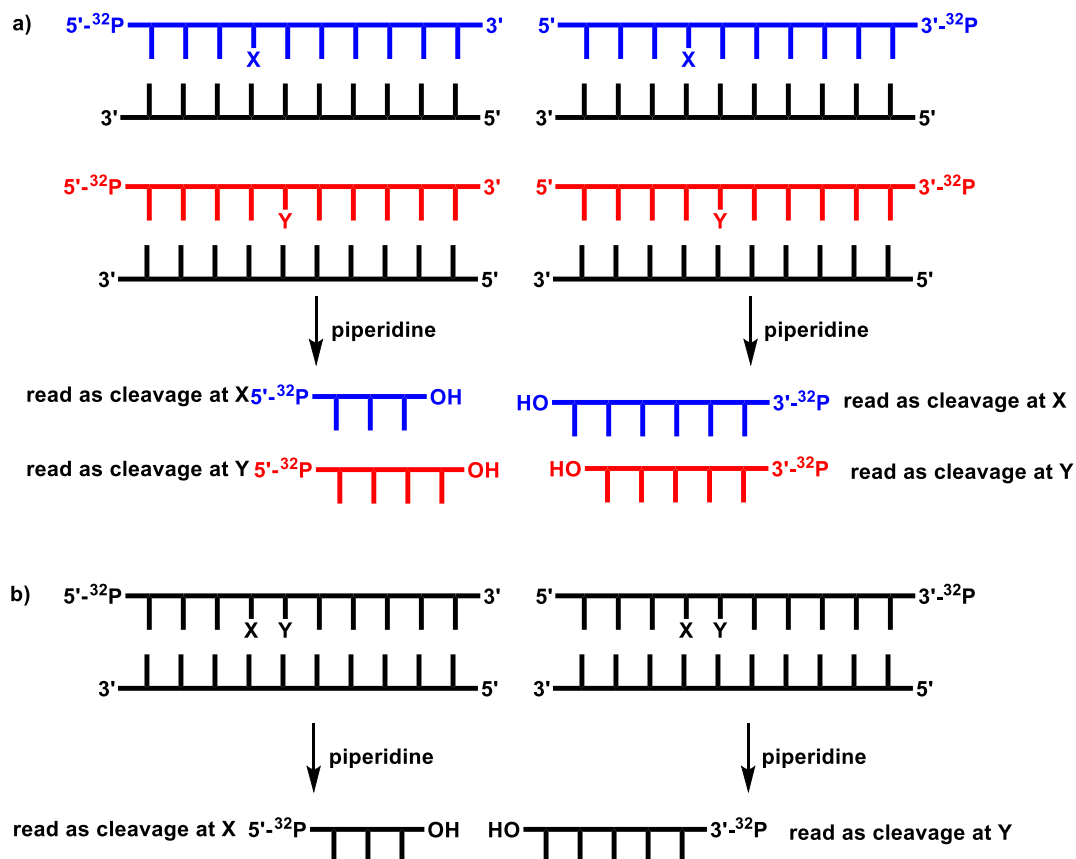 a) 5'-³²P 3' 5' 3'-³²P
X X
3' 5' 3' 5'
5'-³²P 3' 5' 3'-³²P
Y Y
3' 5' 3' 5'
piperidine piperidine
read as cleavage at X 5'-³²P OH HO 3'-³²P read as cleavage at X
read as cleavage at Y 5'-³²P OH HO 3'-³²P read as cleavage at Y
b) 5'-³²P 3' 5' 3'-³²P
X Y X Y
3' 5' 3' 5'
piperidine piperidine
read as cleavage at X 5'-³²P OH HO 3'-³²P read as cleavage at Y